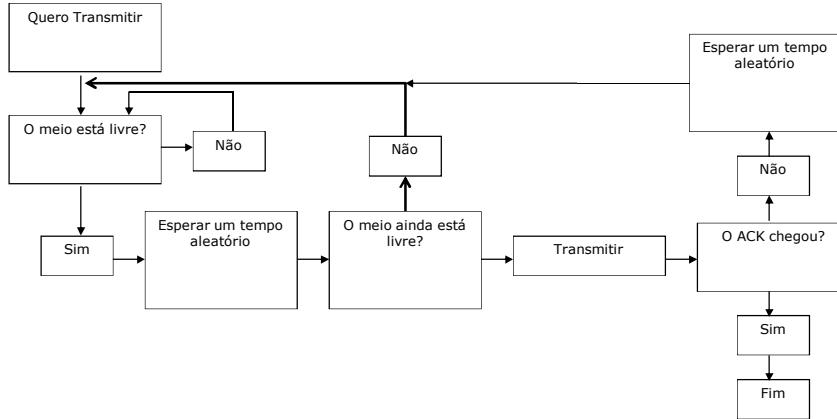 Quero Transmitir
Esperar um tempo
aleatório
O meio está livre?
Não
Não
Não
Sim
Esperar um tempo
aleatório
O meio ainda está
livre?
Transmitir
O ACK chegou?
Sim
Fim